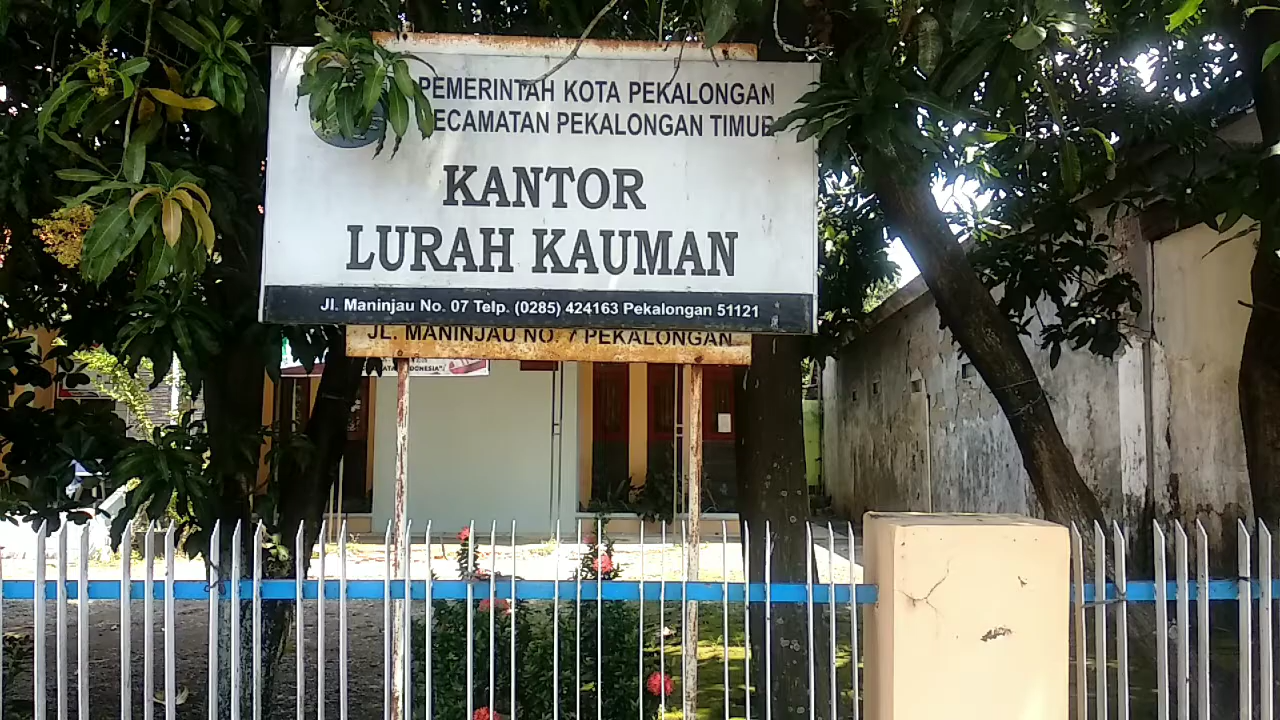 PEMERINTAH KOTA PEKALONGAN
KECAMATAN PEKALONGAN TIMUR
KANTOR
LURAH KAUMAN
Jl. Maninjau No. 07 Telp. (0285) 424163 Pekalongan 51121
JL. MANINJAU NO. 7 PEKALONGAN